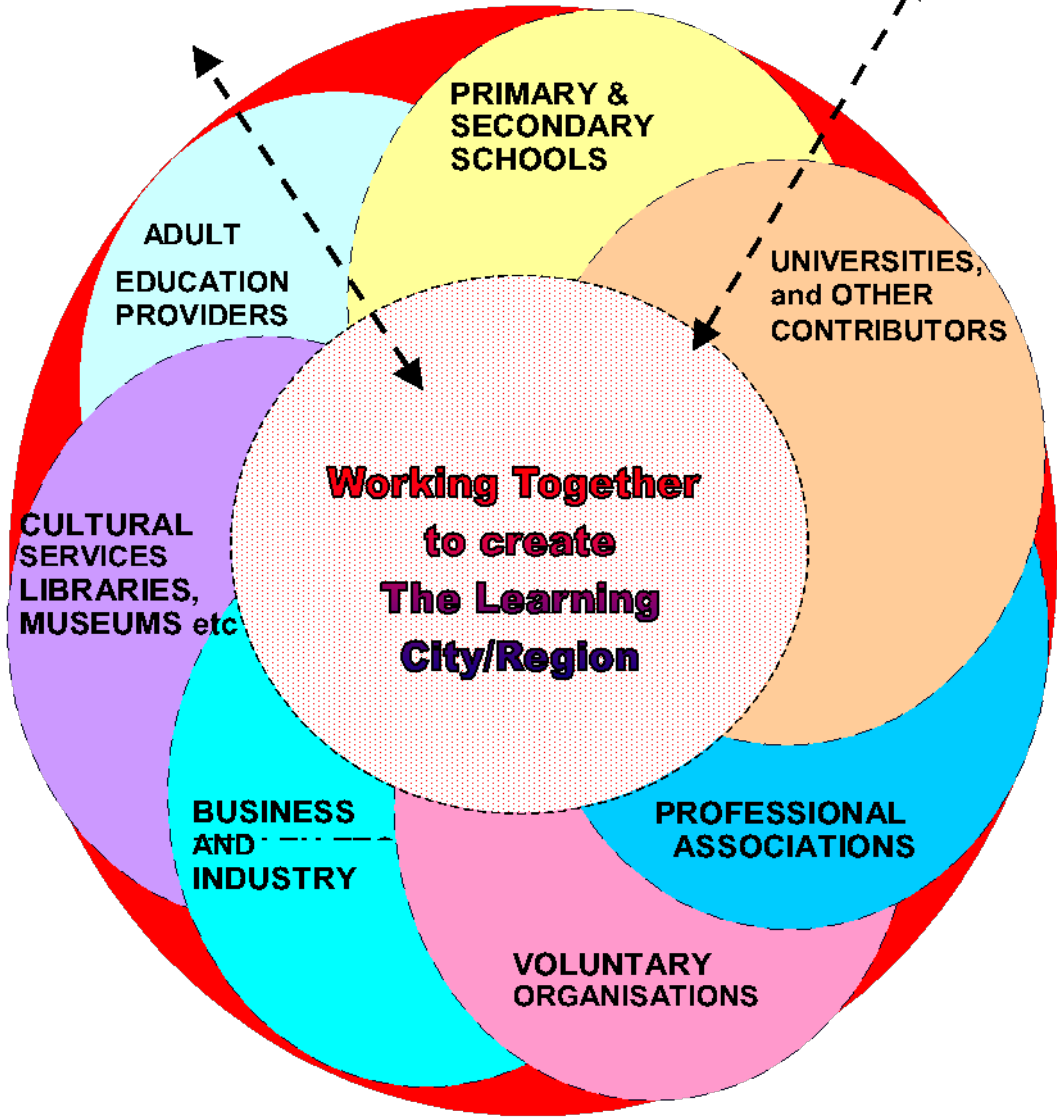 PRIMARY &
SECONDARY
SCHOOLS
ADULT
EDUCATION
PROVIDERS
UNIVERSITIES,
and OTHER
CONTRIBUTORS
Working Together
to create
The Learning
City/Region
CULTURAL
SERVICES
LIBRARIES,
MUSEUMS etc
BUSINESS
AND
INDUSTRY
PROFESSIONAL
ASSOCIATIONS
VOLUNTARY
ORGANISATIONS